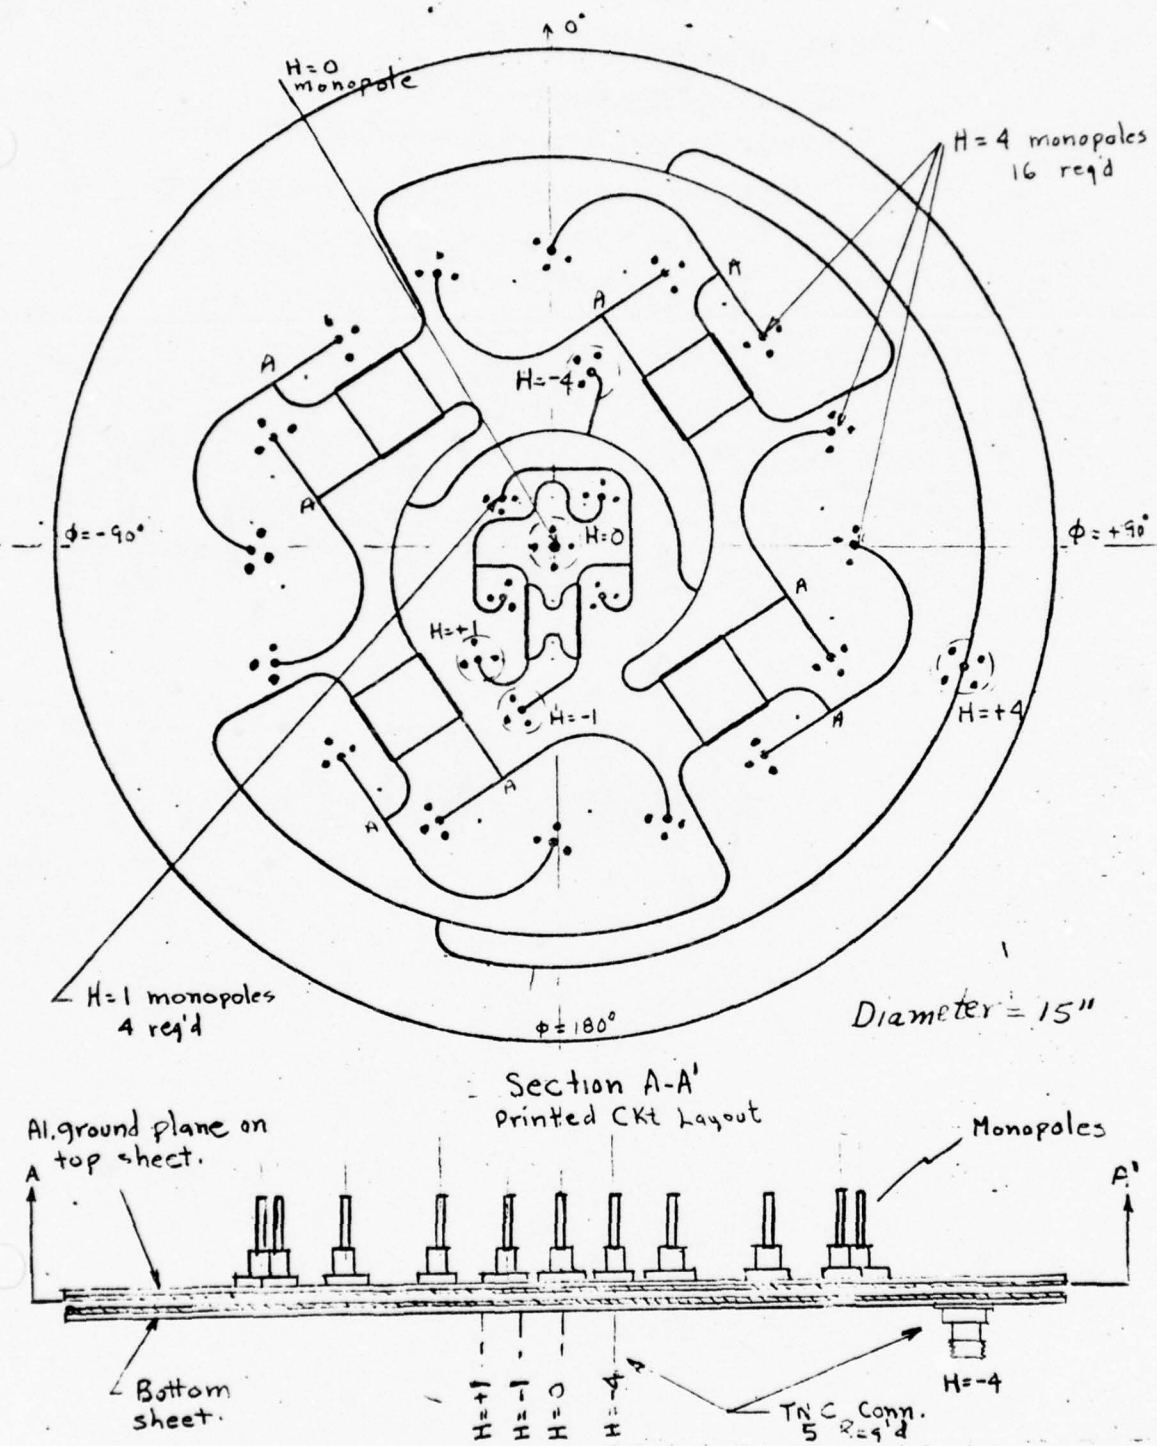 0°
H=0
monopole
H=4 monopoles
16 req'd
A
A
A
H=-4
A
H=0
ϕ=-90°
ϕ=+90°
A
H=+1
H=-1
H=+4
A
A
A
H=1 monopoles
4 req'd
Diameter = 15"
ϕ=180°
Section A-A'
Printed CKt Layout
Al. ground plane on
top sheet.
Monopoles
A
A'
Bottom
sheet.
H=+1
H=-1
H=0
H=-4
H=-4
TNC Conn.
5 Req'd